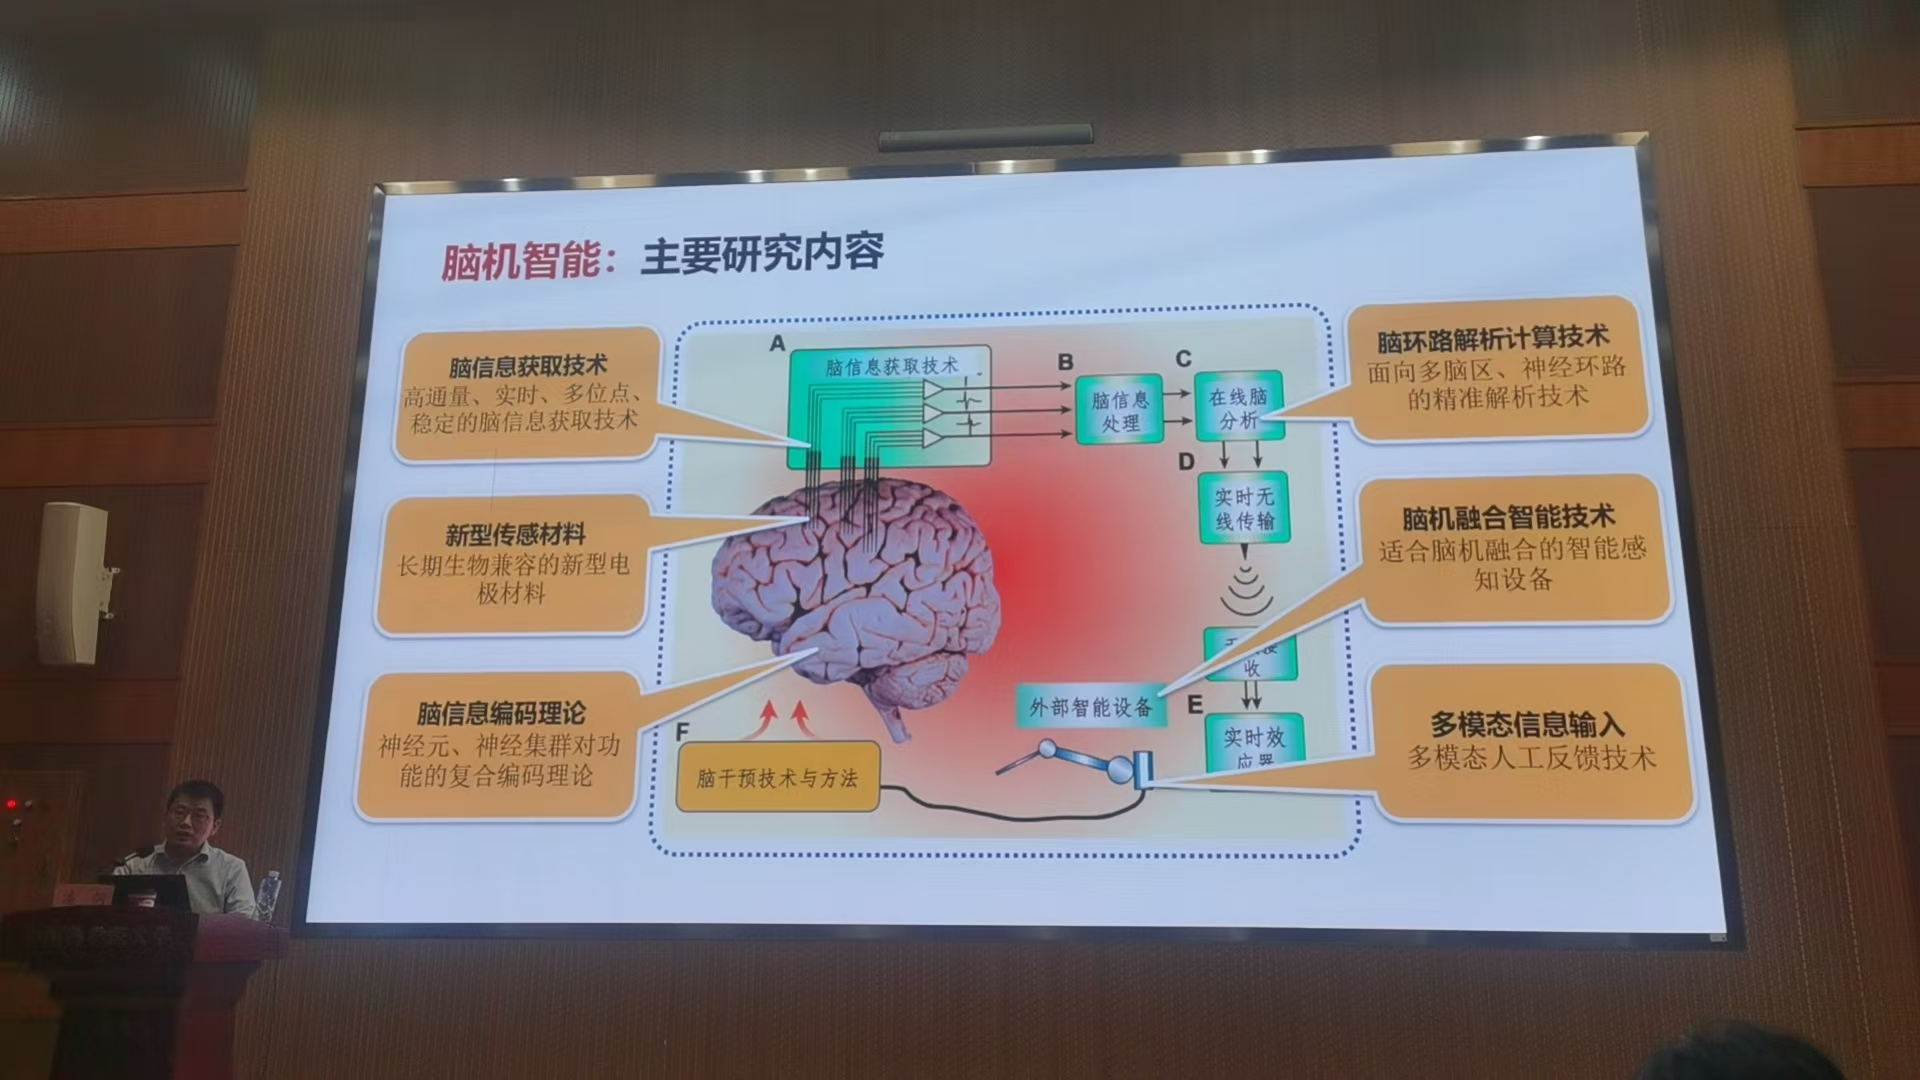 脑机智能：主要研究内容
脑信息获取技术
高通量、实时、多位点、
稳定的脑信息获取技术
新型传感材料
长期生物兼容的新型电
极材料
脑信息编码理论
神经元、神经集群对功
能的复合编码理论
A
脑信息获取技术
B
脑信息
处理
C
在线脑
分析
D
实时无
线传输
收
外部智能设备
E
实时效
应器
F
脑干预技术与方法
脑环路解析计算技术
面向多脑区、神经环路
的精准解析技术
脑机融合智能技术
适合脑机融合的智能感
知设备
多模态信息输入
多模态人工反馈技术